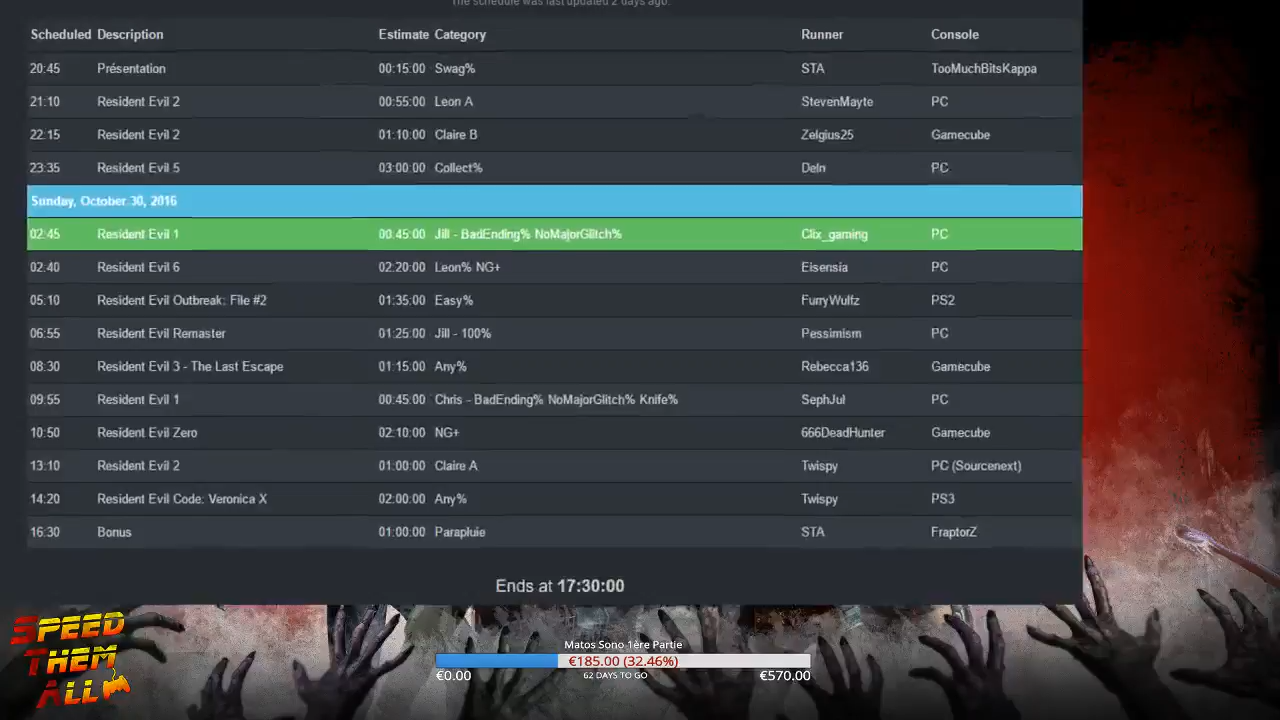 The schedule was last updated 2 days ago.
Scheduled Description Estimate Category Runner Console
20:45 Présentation 00:15:00 Swag% STA TooMuchBitsKappa
21:10 Resident Evil 2 00:55:00 Leon A StevenMayte PC
22:15 Resident Evil 2 01:10:00 Claire B Zelgius25 Gamecube
23:35 Resident Evil 5 03:00:00 Collect% Deln PC
Sunday, October 30, 2016
02:45 Resident Evil 1 00:45:00 Jill - BadEnding% NoMajorGlitch% Clix_gaming PC
02:40 Resident Evil 6 02:20:00 Leon% NG+ Eisensia PC
05:10 Resident Evil Outbreak: File #2 01:35:00 Easy% FurryWulfz PS2
06:55 Resident Evil Remaster 01:25:00 Jill - 100% Pessimism PC
08:30 Resident Evil 3 - The Last Escape 01:15:00 Any% Rebecca136 Gamecube
09:55 Resident Evil 1 00:45:00 Chris - BadEnding% NoMajorGlitch% Knife% SephJul PC
10:50 Resident Evil Zero 02:10:00 NG+ 666DeadHunter Gamecube
13:10 Resident Evil 2 01:00:00 Claire A Twispy PC (Sourcenext)
14:20 Resident Evil Code: Veronica X 02:00:00 Any% Twispy PS3
16:30 Bonus 01:00:00 Parapluie STA FraptorZ
Ends at 17:30:00
SPEED
THEM
ALL
Matos Sono 1ère Partie
€185.00 (32.46%)
€0.00 62 DAYS TO GO €570.00